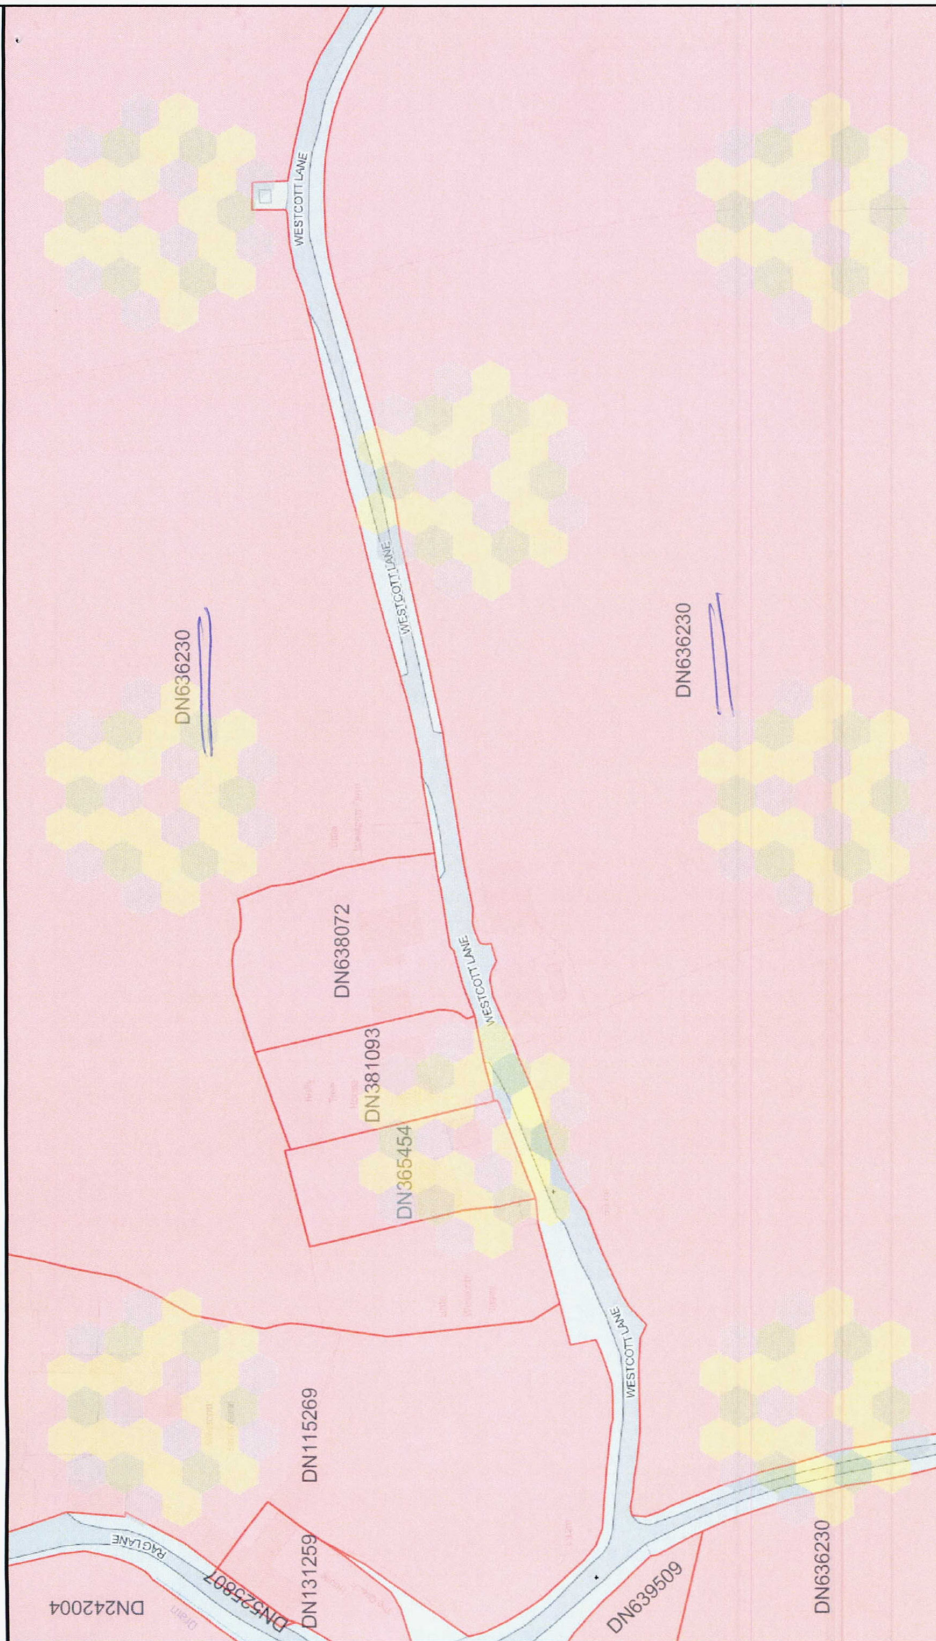 WESTCOTT LANE
WESTCOTT LANE
DN636230
DN636230
DN638072
WESTCOTT LANE
DN381093
DN365454
WESTCOTT LANE
DN115269
RAG LANE
DN525807
DN131259
DN242004
Drain
DN639509
DN636230